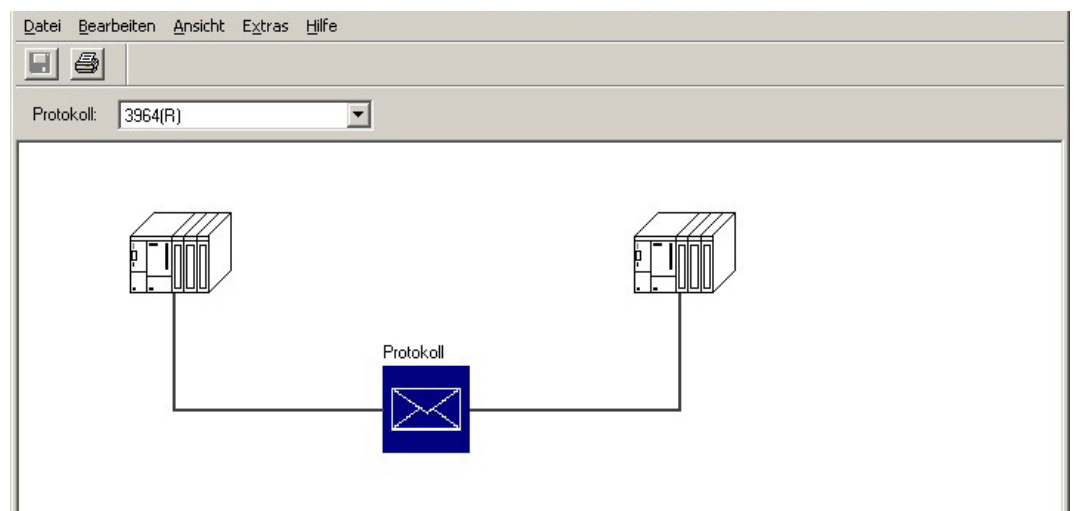 Datei Bearbeiten Ansicht Extras Hilfe
Protokoll: 3964(R)
Protokoll